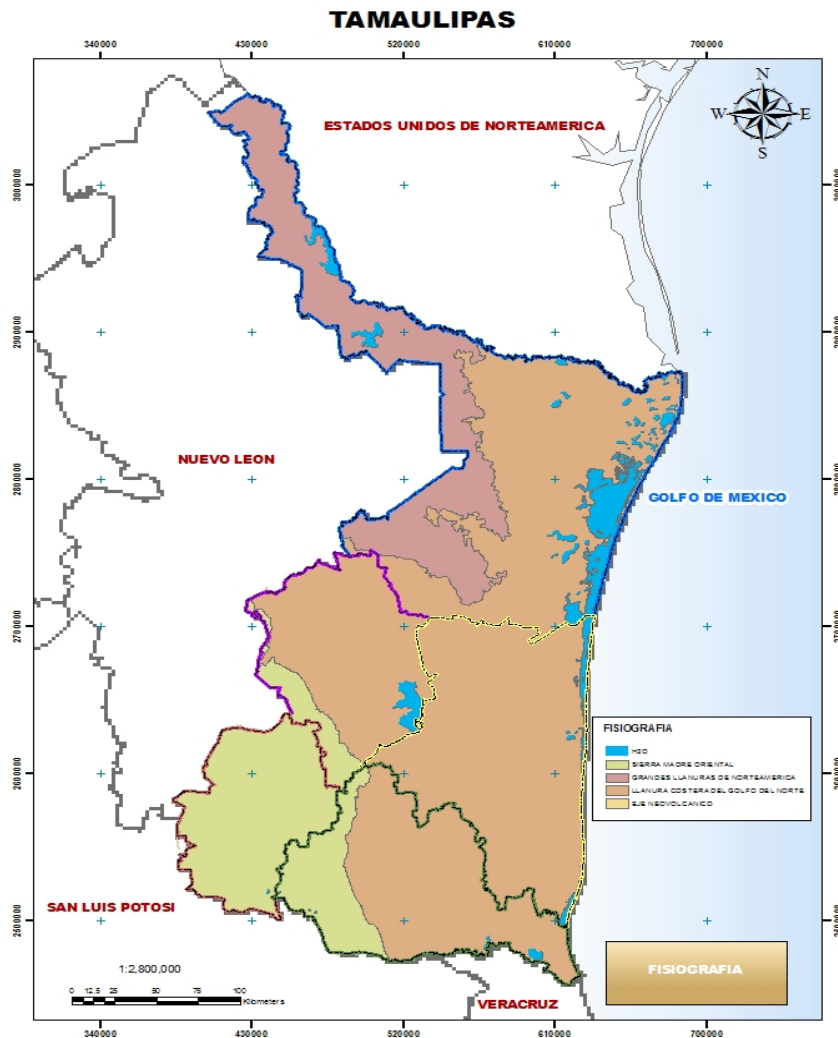 TAMAULIPAS
340000 430000 520000 610000 700000
N
W E
S
ESTADOS UNIDOS DE NORTEAMERICA
3000000
2900000
NUEVO LEON
2800000
GOLFO DE MEXICO
2700000
FISIOGRAFIA
H2O
SIERRA MADRE ORIENTAL
GRANDES LLANURAS DE NORTEAMERICA
LLANURA COSTERA DEL GOLFO DEL NORTE
EJE NEOVOLCANICO
2600000
SAN LUIS POTOSI
2500000
1:2,800,000
0 12.5 25 50 75 100
Kilometers
FISIOGRAFIA
VERACRUZ
340000 430000 520000 610000 700000